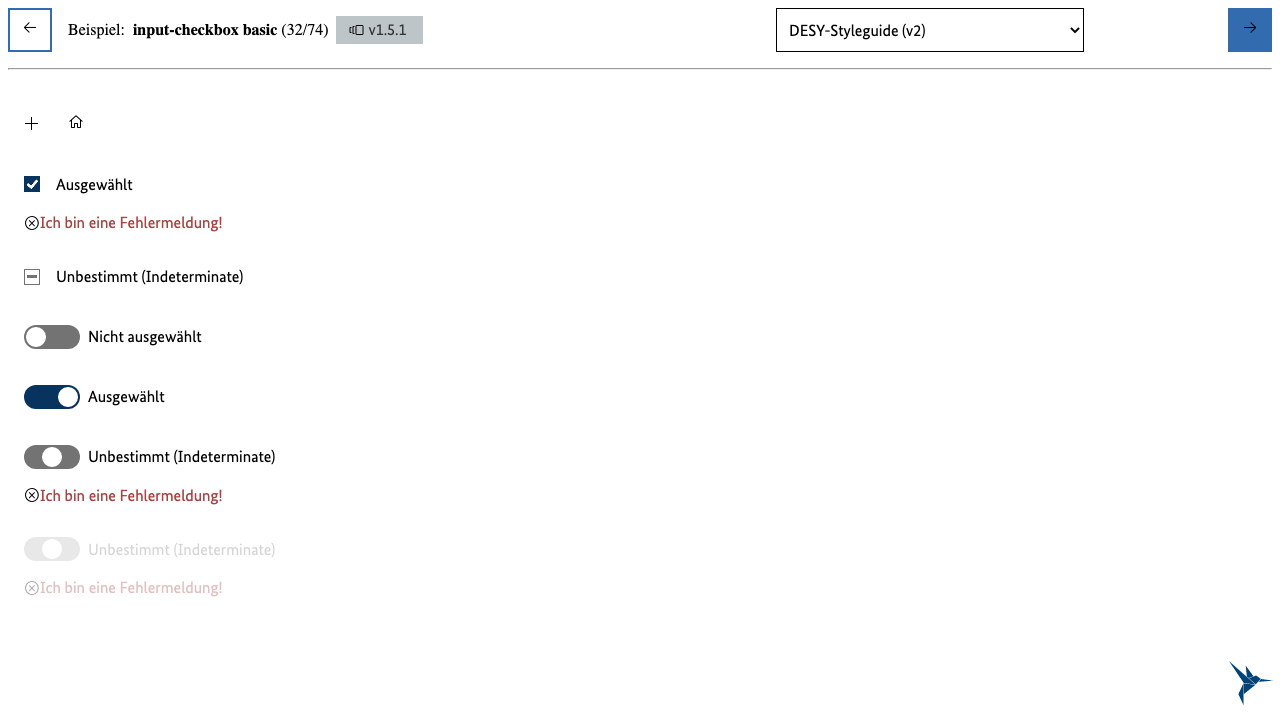 Beispiel: input-checkbox basic (32/74) v1.5.1 DESY-Styleguide (v2)
Ausgewählt
Ich bin eine Fehlermeldung!
Unbestimmt (Indeterminate)
Nicht ausgewählt
Ausgewählt
Unbestimmt (Indeterminate)
Ich bin eine Fehlermeldung!
Unbestimmt (Indeterminate)
Ich bin eine Fehlermeldung!